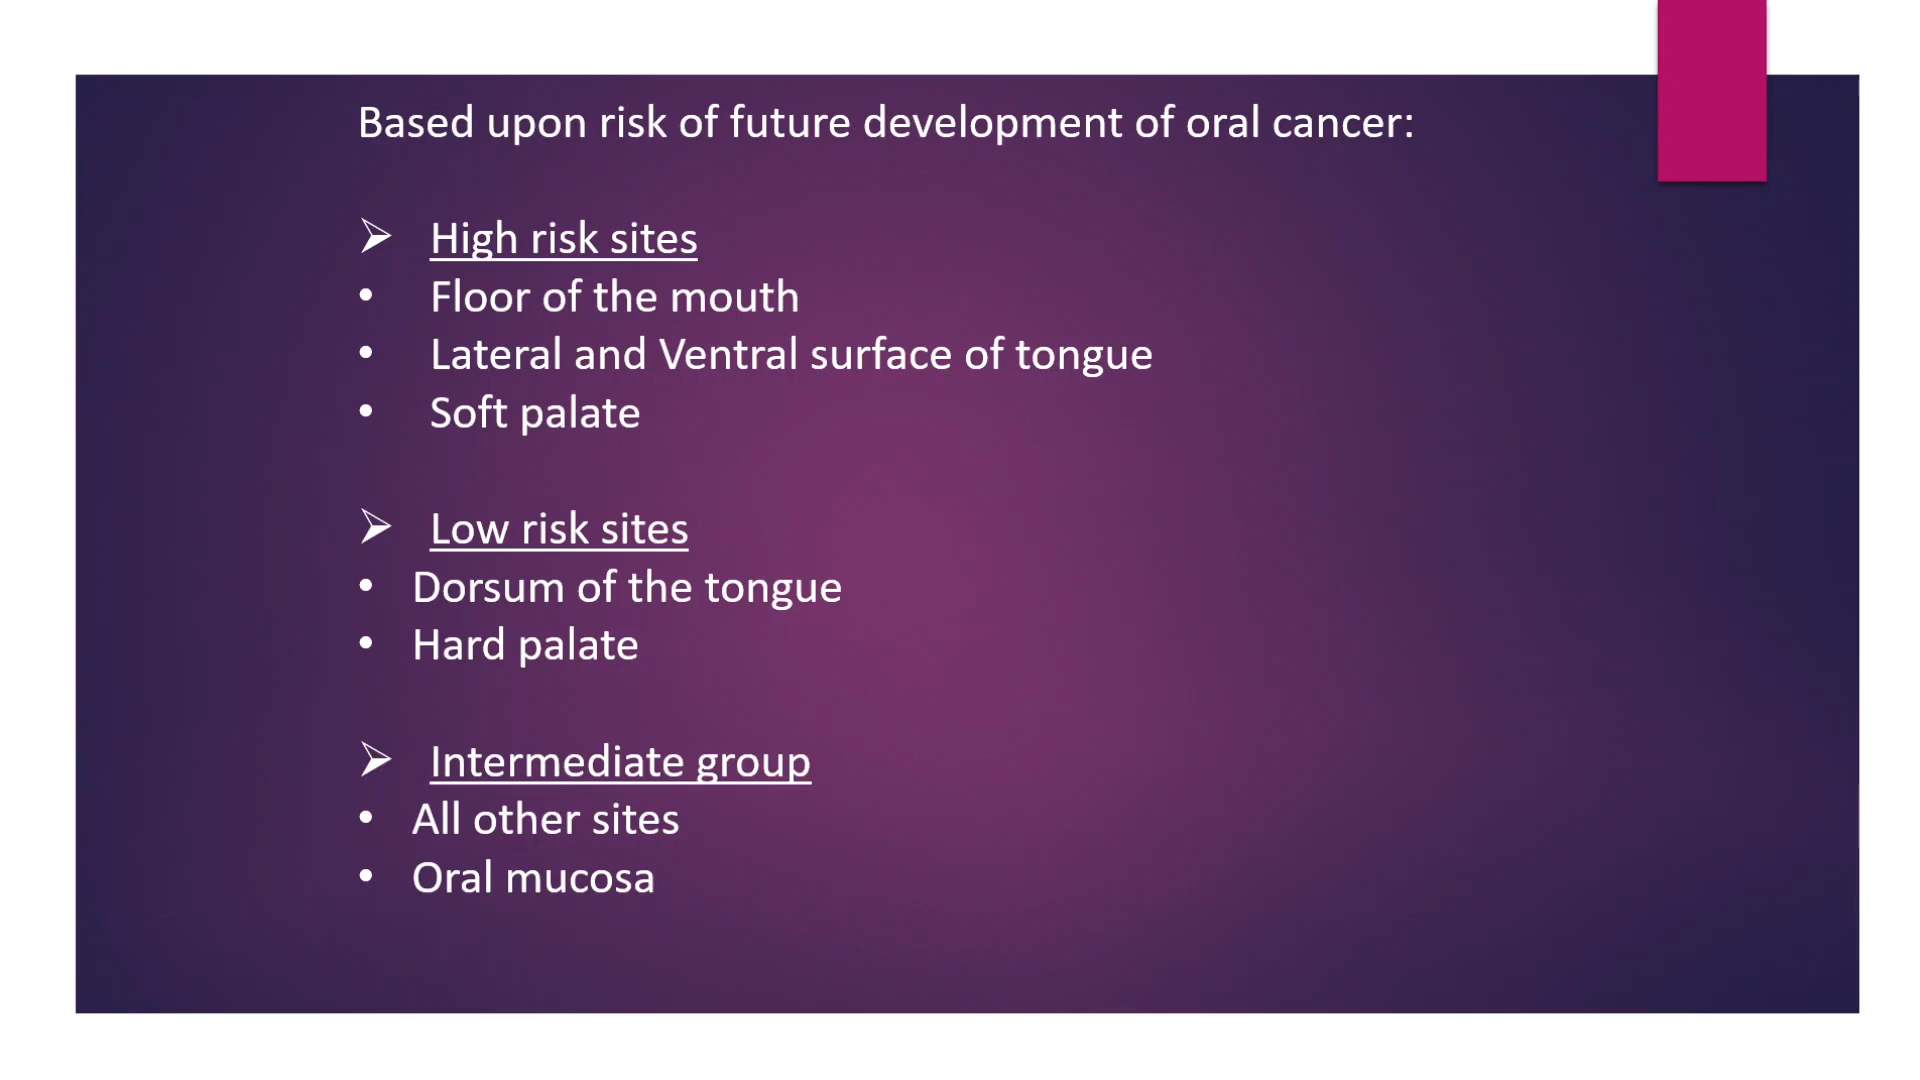 Based upon risk of future development of oral cancer:
➢ High risk sites
• Floor of the mouth
• Lateral and Ventral surface of tongue
• Soft palate
➢ Low risk sites
• Dorsum of the tongue
• Hard palate
➢ Intermediate group
• All other sites
• Oral mucosa